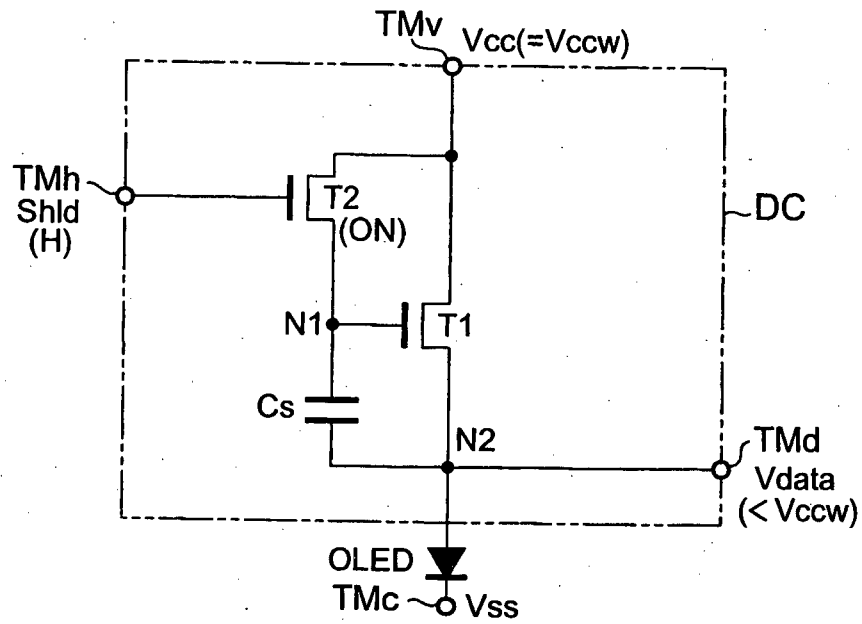 TMv
Vcc(=Vccw)
TMh
Shld
(H)
T2
(ON)
DC
N1
T1
Cs
N2
TMd
Vdata
(< Vccw)
OLED
TMc
Vss